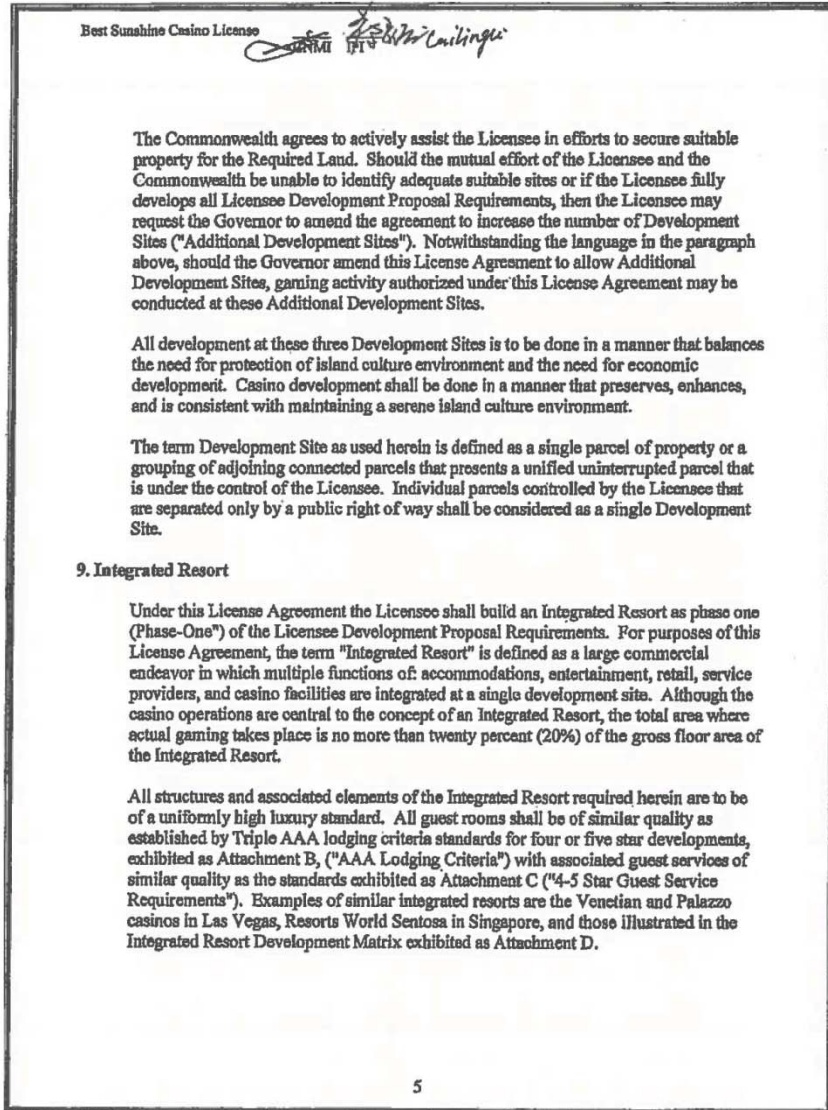 Best Sunshine Casino License
The Commonwealth agrees to actively assist the Licensee in efforts to secure suitable
property for the Required Land. Should the mutual effort of the Licensee and the
Commonwealth be unable to identify adequate suitable sites or if the Licensee fully
develops all Licensee Development Proposal Requirements, then the Licensee may
request the Governor to amend the agreement to increase the number of Development
Sites ("Additional Development Sites"). Notwithstanding the language in the paragraph
above, should the Governor amend this License Agreement to allow Additional
Development Sites, gaming activity authorized under this License Agreement may be
conducted at these Additional Development Sites.
All development at these three Development Sites is to be done in a manner that balances
the need for protection of island culture environment and the need for economic
development. Casino development shall be done in a manner that preserves, enhances,
and is consistent with maintaining a serene island culture environment.
The term Development Site as used herein is defined as a single parcel of property or a
grouping of adjoining connected parcels that presents a unified uninterrupted parcel that
is under the control of the Licensee. Individual parcels controlled by the Licensee that
are separated only by a public right of way shall be considered as a single Development
Site.
9. Integrated Resort
Under this License Agreement the Licensee shall build an Integrated Resort as phase one
(Phase-One") of the Licensee Development Proposal Requirements. For purposes of this
License Agreement, the term "Integrated Resort" is defined as a large commercial
endeavor in which multiple functions of: accommodations, entertainment, retail, service
providers, and casino facilities are integrated at a single development site. Although the
casino operations are central to the concept of an Integrated Resort, the total area where
actual gaming takes place is no more than twenty percent (20%) of the gross floor area of
the Integrated Resort.
All structures and associated elements of the Integrated Resort required herein are to be
of a uniformly high luxury standard. All guest rooms shall be of similar quality as
established by Triple AAA lodging criteria standards for four or five star developments,
exhibited as Attachment B, ("AAA Lodging Criteria") with associated guest services of
similar quality as the standards exhibited as Attachment C ("4-5 Star Guest Service
Requirements"). Examples of similar integrated resorts are the Venetian and Palazzo
casinos in Las Vegas, Resorts World Sentosa in Singapore, and those illustrated in the
Integrated Resort Development Matrix exhibited as Attachment D.
5